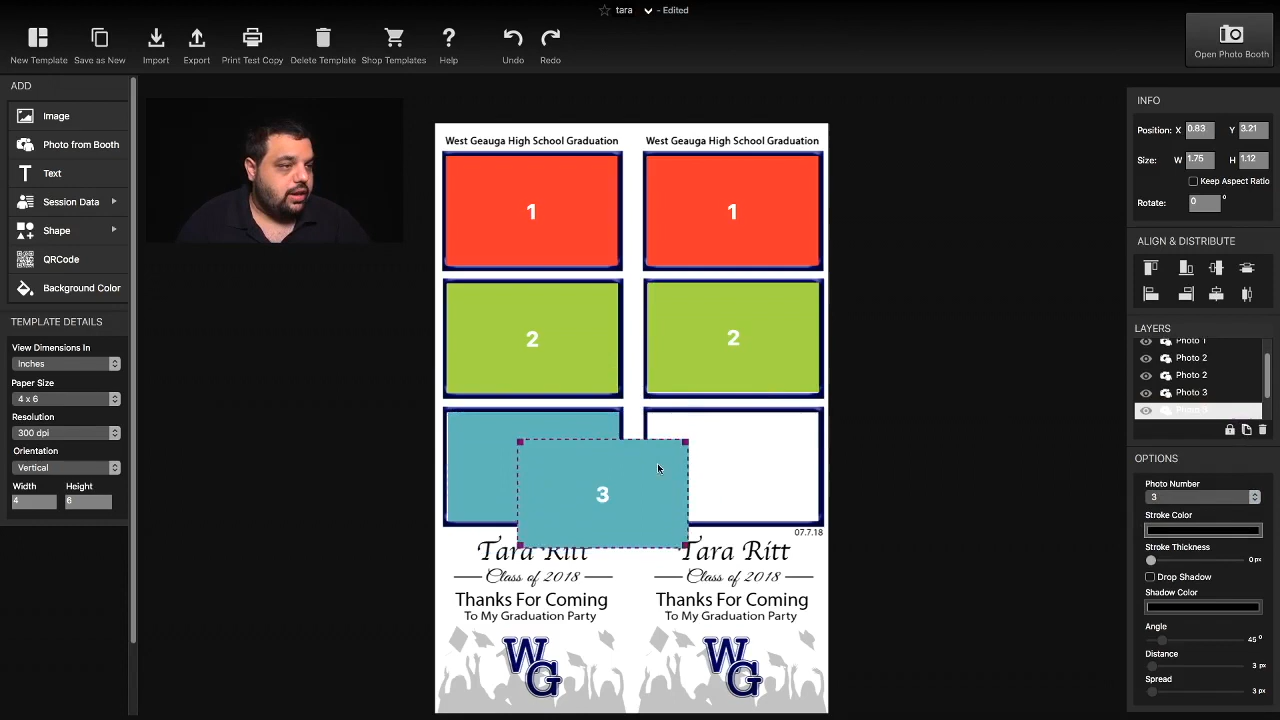 tara - Edited
New Template
Save as New
Import
Export
Print Test Copy
Delete Template
Shop Templates
Help
Undo
Redo
Open Photo Booth
ADD
Image
Photo from Booth
Text
Session Data
Shape
QRCode
Background Color
TEMPLATE DETAILS
View Dimensions In
Inches
Paper Size
4 x 6
Resolution
300 dpi
Orientation
Vertical
Width Height
4 6
West Geauga High School Graduation
1
2
3
Tara Ritt
Class of 2018
Thanks For Coming
To My Graduation Party
WG
West Geauga High School Graduation
1
2
07.7.18
Tara Ritt
Class of 2018
Thanks For Coming
To My Graduation Party
WG
INFO
Position: X 0.83 Y 3.21
Size: W 1.75 H 1.12
Keep Aspect Ratio
Rotate: 0 °
ALIGN & DISTRIBUTE
LAYERS
Photo 1
Photo 2
Photo 2
Photo 3
Photo 3
OPTIONS
Photo Number
3
Stroke Color
Stroke Thickness
0 px
Drop Shadow
Shadow Color
Angle
45 °
Distance
3 px
Spread
3 px